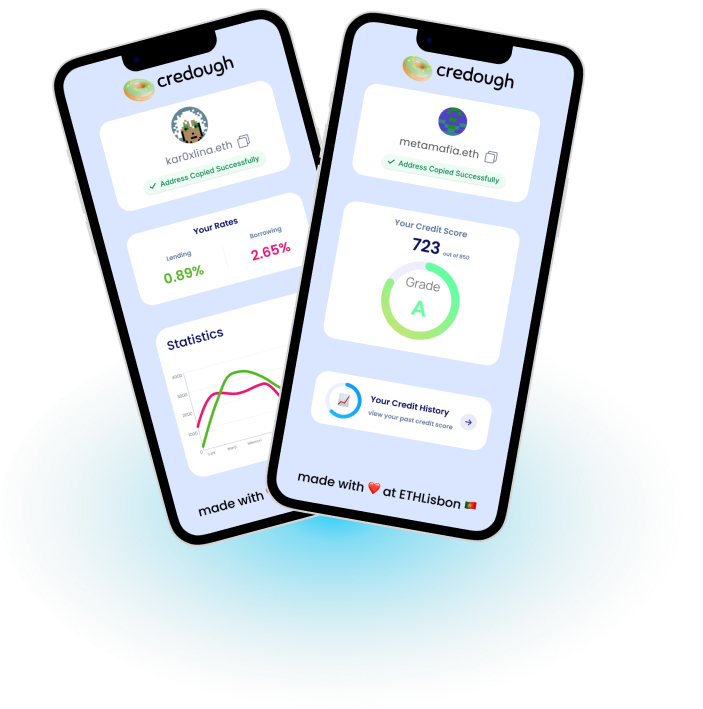 credough
kar0xlina.eth
Address Copied Successfully
Your Rates
Lending
0.89%
Borrowing
2.65%
Statistics
4000
3000
2000
0
made with
credough
metamafia.eth
Address Copied Successfully
Your Credit Score
723 out of 850
Grade
A
Your Credit History
view your past credit score
made with ❤️ at ETHLisbon 🇵🇹